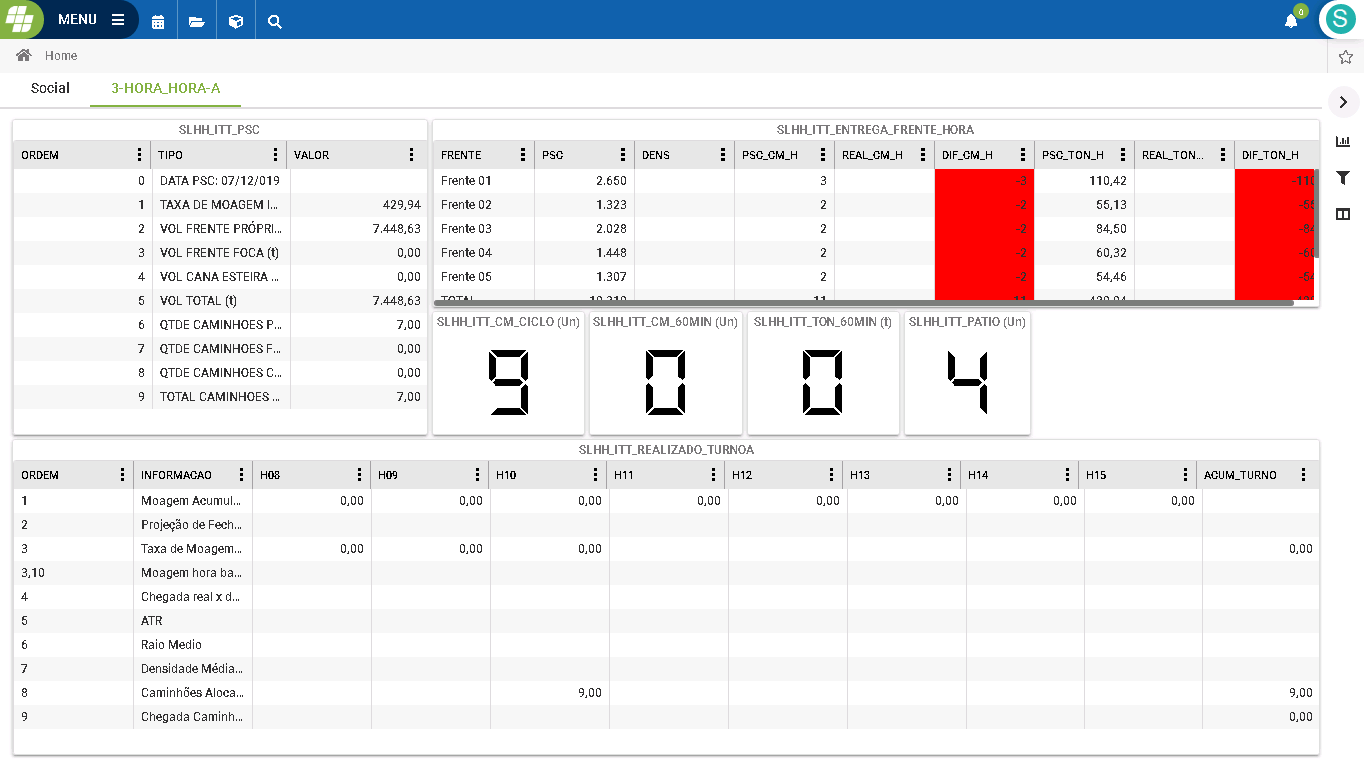 MENU
0
S
Home
Social 3-HORA_HORA-A
SLHH_ITT_PSC
ORDEM TIPO VALOR
0 DATA PSC: 07/12/019
1 TAXA DE MOAGEM I... 429,94
2 VOL FRENTE PRÓPRI... 7.448,63
3 VOL FRENTE FOCA (t) 0,00
4 VOL CANA ESTEIRA ... 0,00
5 VOL TOTAL (t) 7.448,63
6 QTDE CAMINHOES P... 7,00
7 QTDE CAMINHOES F... 0,00
8 QTDE CAMINHOES C... 0,00
9 TOTAL CAMINHOES ... 7,00
SLHH_ITT_ENTREGA_FRENTE_HORA
FRENTE PSC DENS PSC_CM_H REAL_CM_H DIF_CM_H PSC_TON_H REAL_TON... DIF_TON_H
Frente 01 2.650 3 -3 110,42 -110
Frente 02 1.323 2 -2 55,13 -55
Frente 03 2.028 2 -2 84,50 -84
Frente 04 1.448 2 -2 60,32 -60
Frente 05 1.307 2 -2 54,46 -54
TOTAL 11
SLHH_ITT_CM_CICLO (Un) SLHH_ITT_CM_60MIN (Un) SLHH_ITT_TON_60MIN (t) SLHH_ITT_PATIO (Un)
9 0 0 4
SLHH_ITT_REALIZADO_TURNOA
ORDEM INFORMACAO H08 H09 H10 H11 H12 H13 H14 H15 ACUM_TURNO
1 Moagem Acumul... 0,00 0,00 0,00 0,00 0,00 0,00 0,00 0,00
2 Projeção de Fech...
3 Taxa de Moagem... 0,00 0,00 0,00 0,00
3,10 Moagem hora ba...
4 Chegada real x d...
5 ATR
6 Raio Medio
7 Densidade Média...
8 Caminhões Aloca... 9,00 9,00
9 Chegada Caminh... 0,00